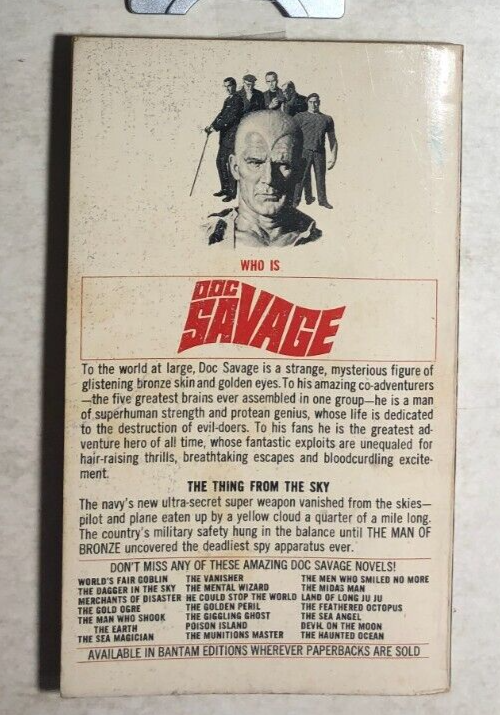 WHO IS
DOC
SAVAGE
To the world at large, Doc Savage is a strange, mysterious figure of
glistening bronze skin and golden eyes. To his amazing co-adventurers
—the five greatest brains ever assembled in one group—he is a man
of superhuman strength and protean genius, whose life is dedicated
to the destruction of evil-doers. To his fans he is the greatest ad-
venture hero of all time, whose fantastic exploits are unequaled for
hair-raising thrills, breathtaking escapes and bloodcurdling excite-
ment.
THE THING FROM THE SKY
The navy's new ultra-secret super weapon vanished from the skies—
pilot and plane eaten up by a yellow cloud a quarter of a mile long.
The country's military safety hung in the balance until THE MAN OF
BRONZE uncovered the deadliest spy apparatus ever.
DON'T MISS ANY OF THESE AMAZING DOC SAVAGE NOVELS!
WORLD'S FAIR GOBLIN
THE DAGGER IN THE SKY
MERCHANTS OF DISASTER
THE GOLD OGRE
THE MAN WHO SHOOK
THE EARTH
THE SEA MAGICIAN
THE VANISHER
THE MENTAL WIZARD
HE COULD STOP THE WORLD
THE GOLDEN PERIL
THE GIGGLING GHOST
POISON ISLAND
THE MUNITIONS MASTER
THE MEN WHO SMILED NO MORE
THE MIDAS MAN
LAND OF LONG JU JU
THE FEATHERED OCTOPUS
THE SEA ANGEL
DEVIL ON THE MOON
THE HAUNTED OCEAN
AVAILABLE IN BANTAM EDITIONS WHEREVER PAPERBACKS ARE SOLD